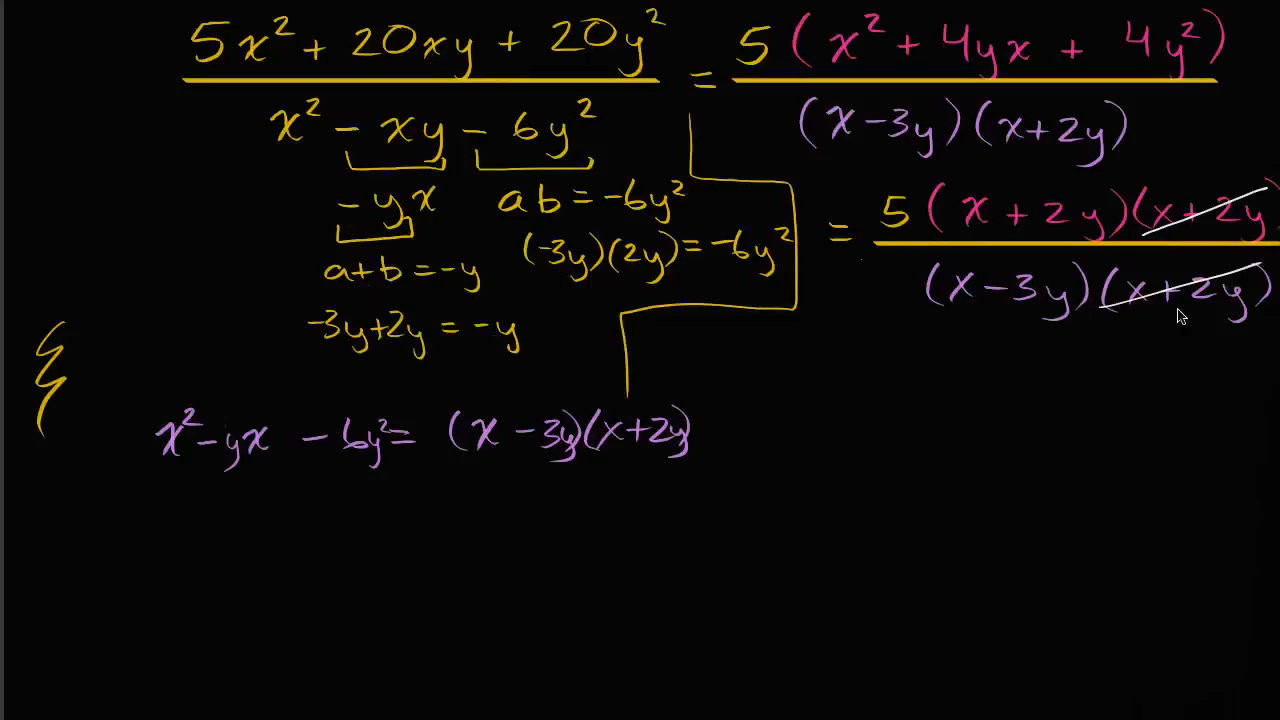 5x² + 20xy + 20y² = 5(x² + 4yx + 4y²)
x² - xy - 6y² (x-3y)(x+2y)
-yx ab = -6y² = 5(x + 2y)(x+2y)
a+b = -y (-3y)(2y) = -6y² (x-3y)(x+2y)
-3y+2y = -y
x² - yx - 6y² = (x - 3y)(x+2y)